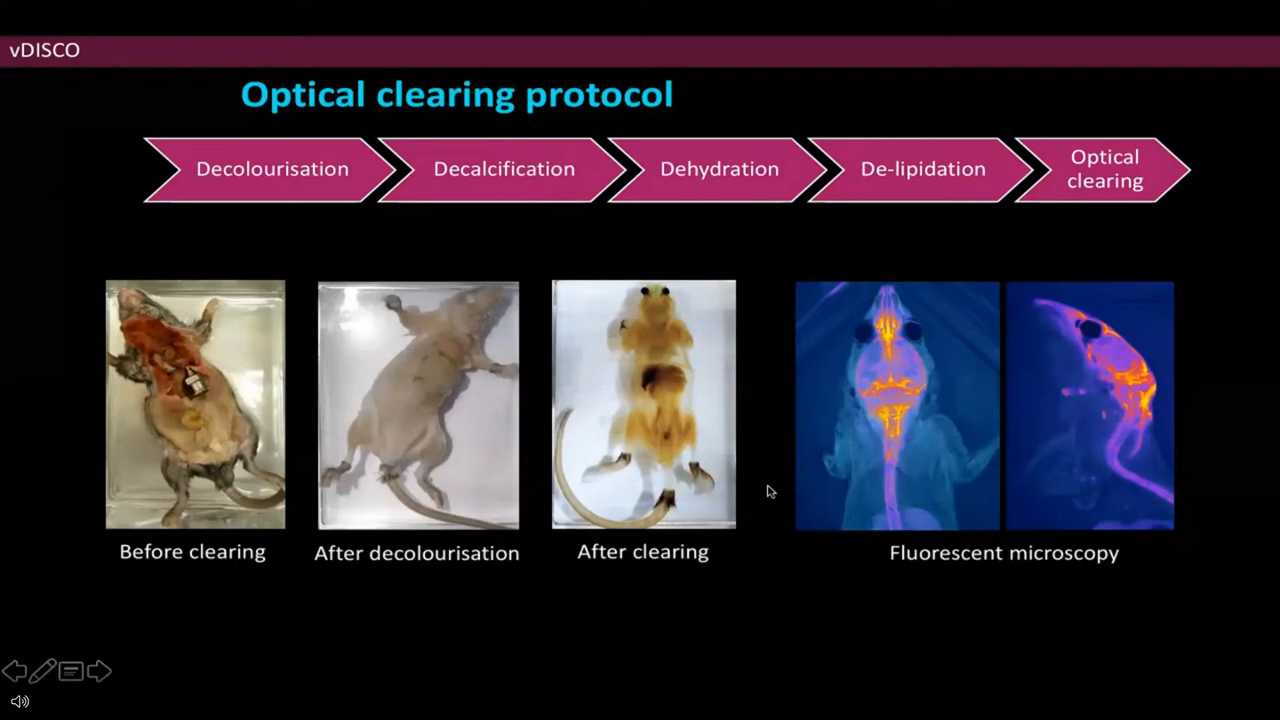 vDISCO
Optical clearing protocol
Decolourisation
Decalcification
Dehydration
De-lipidation
Optical
clearing
Before clearing
After decolourisation
After clearing
Fluorescent microscopy